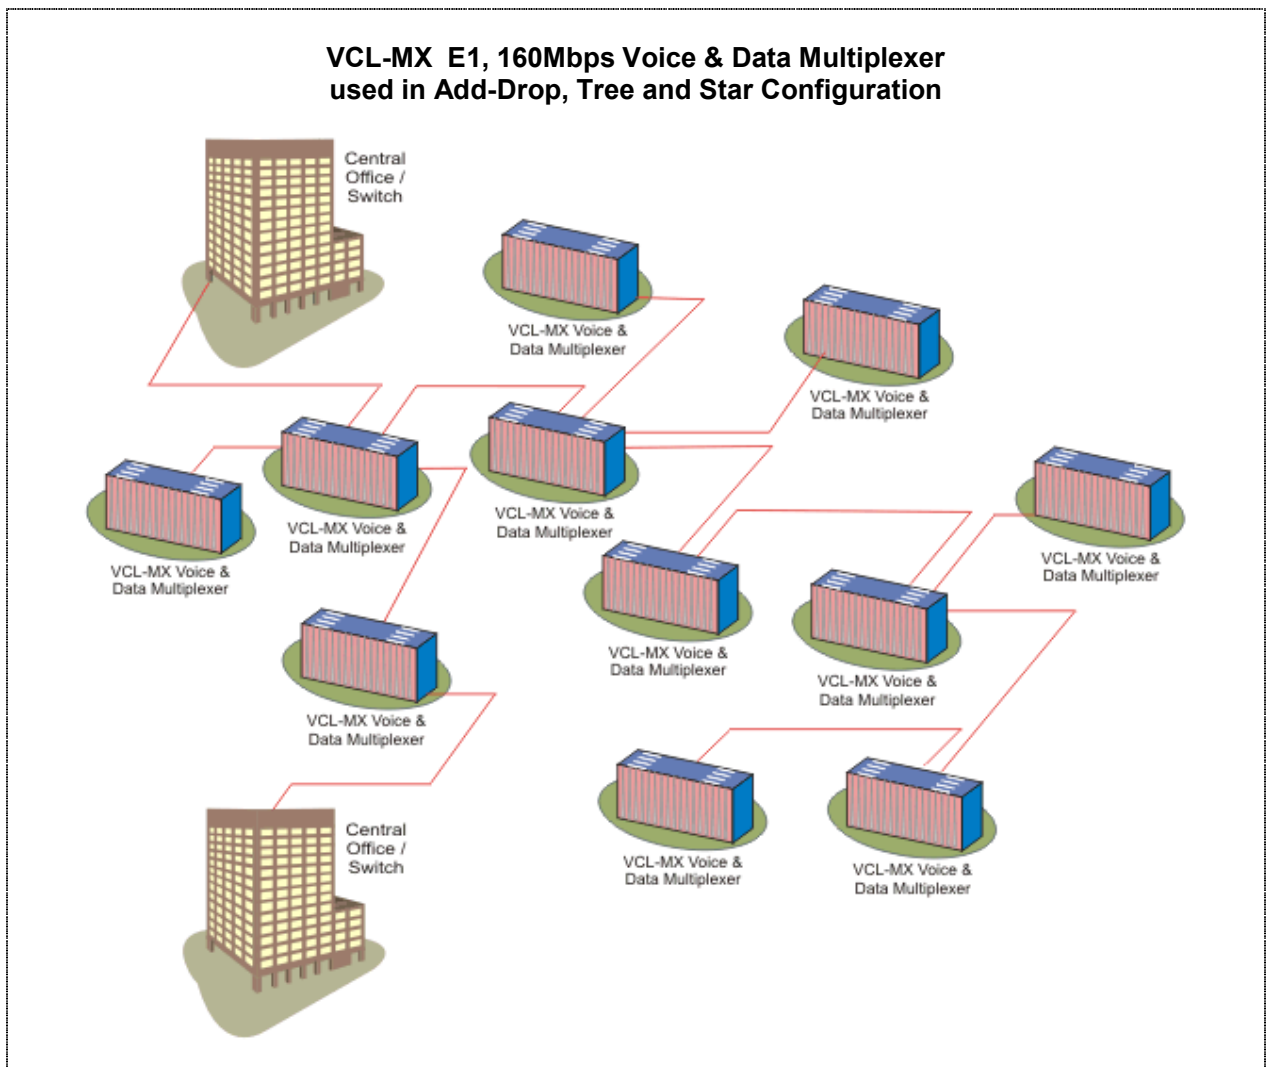 VCL-MX  E1, 160Mbps Voice & Data Multiplexer
used in Add-Drop, Tree and Star Configuration
Central
Office /
Switch
VCL-MX Voice &
Data Multiplexer
VCL-MX Voice &
Data Multiplexer
VCL-MX Voice &
Data Multiplexer
VCL-MX Voice &
Data Multiplexer
VCL-MX Voice &
Data Multiplexer
VCL-MX Voice &
Data Multiplexer
VCL-MX Voice &
Data Multiplexer
VCL-MX Voice &
Data Multiplexer
VCL-MX Voice &
Data Multiplexer
Central
Office /
Switch
VCL-MX Voice &
Data Multiplexer
VCL-MX Voice &
Data Multiplexer